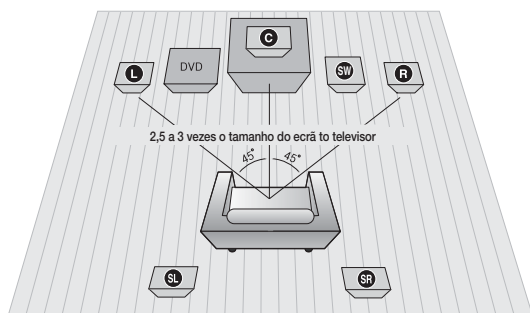 C
L
DVD
SW
R
2,5 a 3 vezes o tamanho do ecrã to televisor
45˚ 45˚
SL
SR